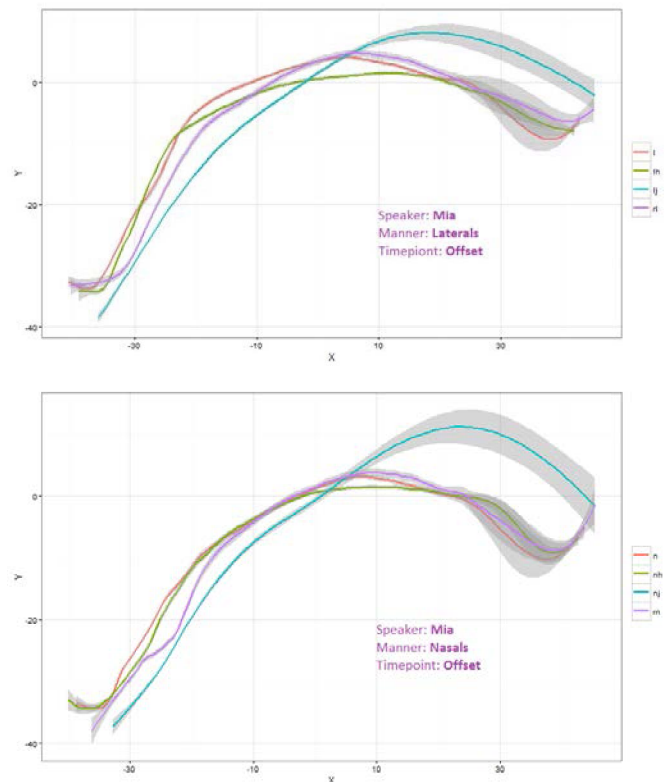 0
-20
-40
Y
-30
-10
10
30
X
l
lh
lj
rl
Speaker: Mia
Manner: Laterals
Timepiont: Offset
0
-20
-40
Y
-30
-10
10
30
X
n
nh
nj
rn
Speaker: Mia
Manner: Nasals
Timepoint: Offset